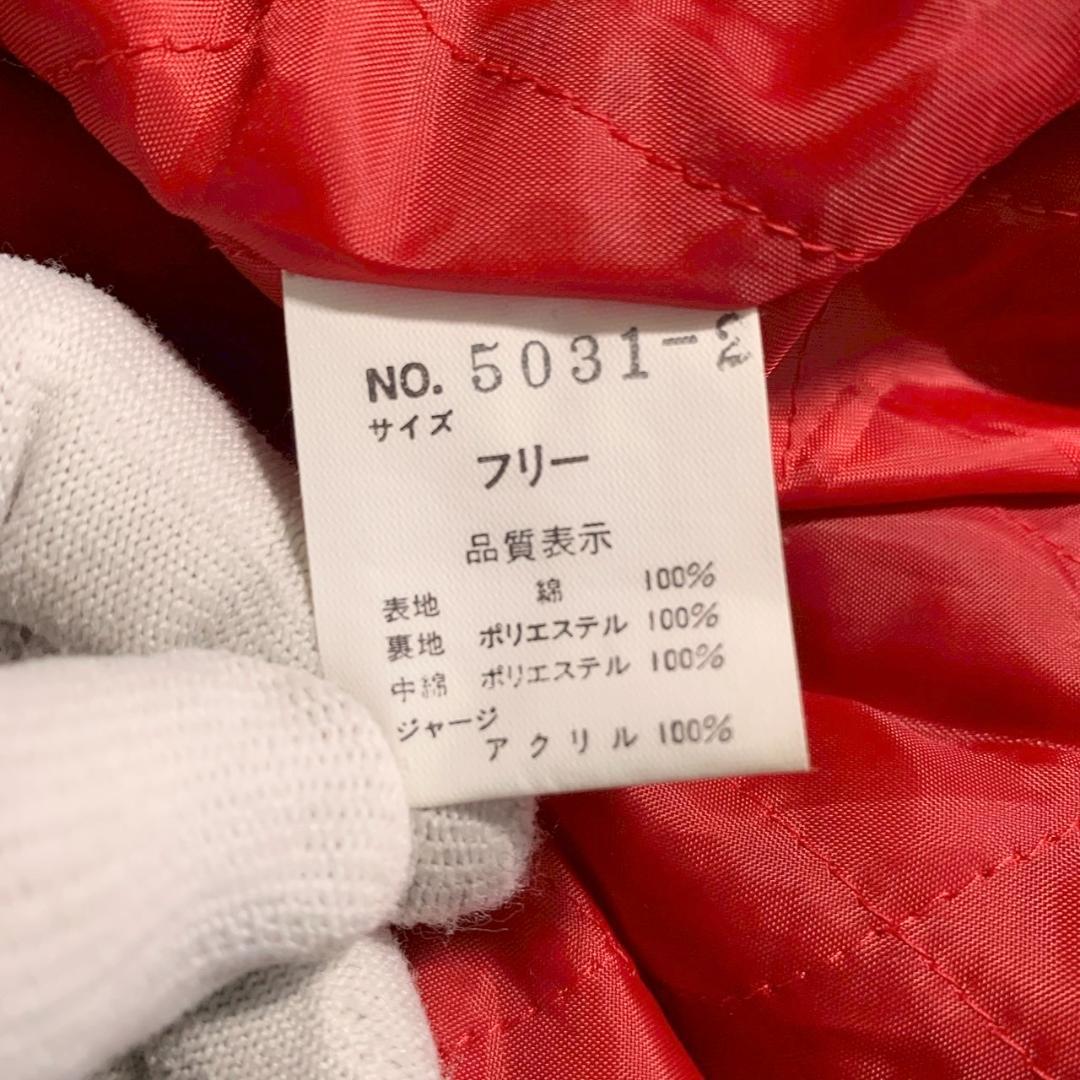 NO. 5031-2
サイズ
フリー
品質表示
表地 綿 100%
裏地 ポリエステル 100%
中綿 ポリエステル 100%
ジャージ
アクリル 100%